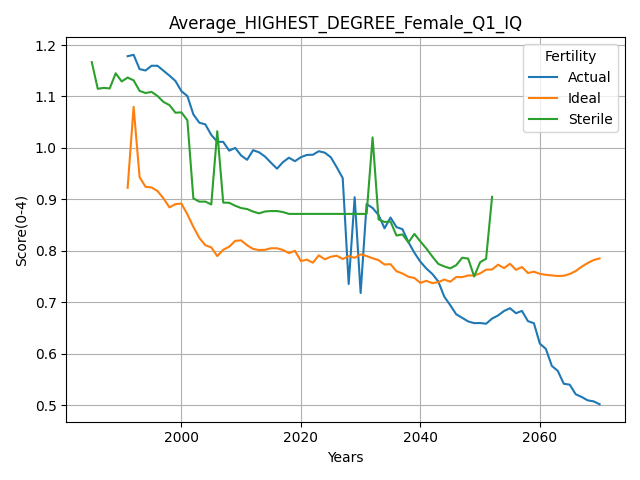 Average_HIGHEST_DEGREE_Female_Q1_IQ
Fertility
Actual
Ideal
Sterile
Score(0-4)
1.2
1.1
1.0
0.9
0.8
0.7
0.6
0.5
2000
2020
2040
2060
Years